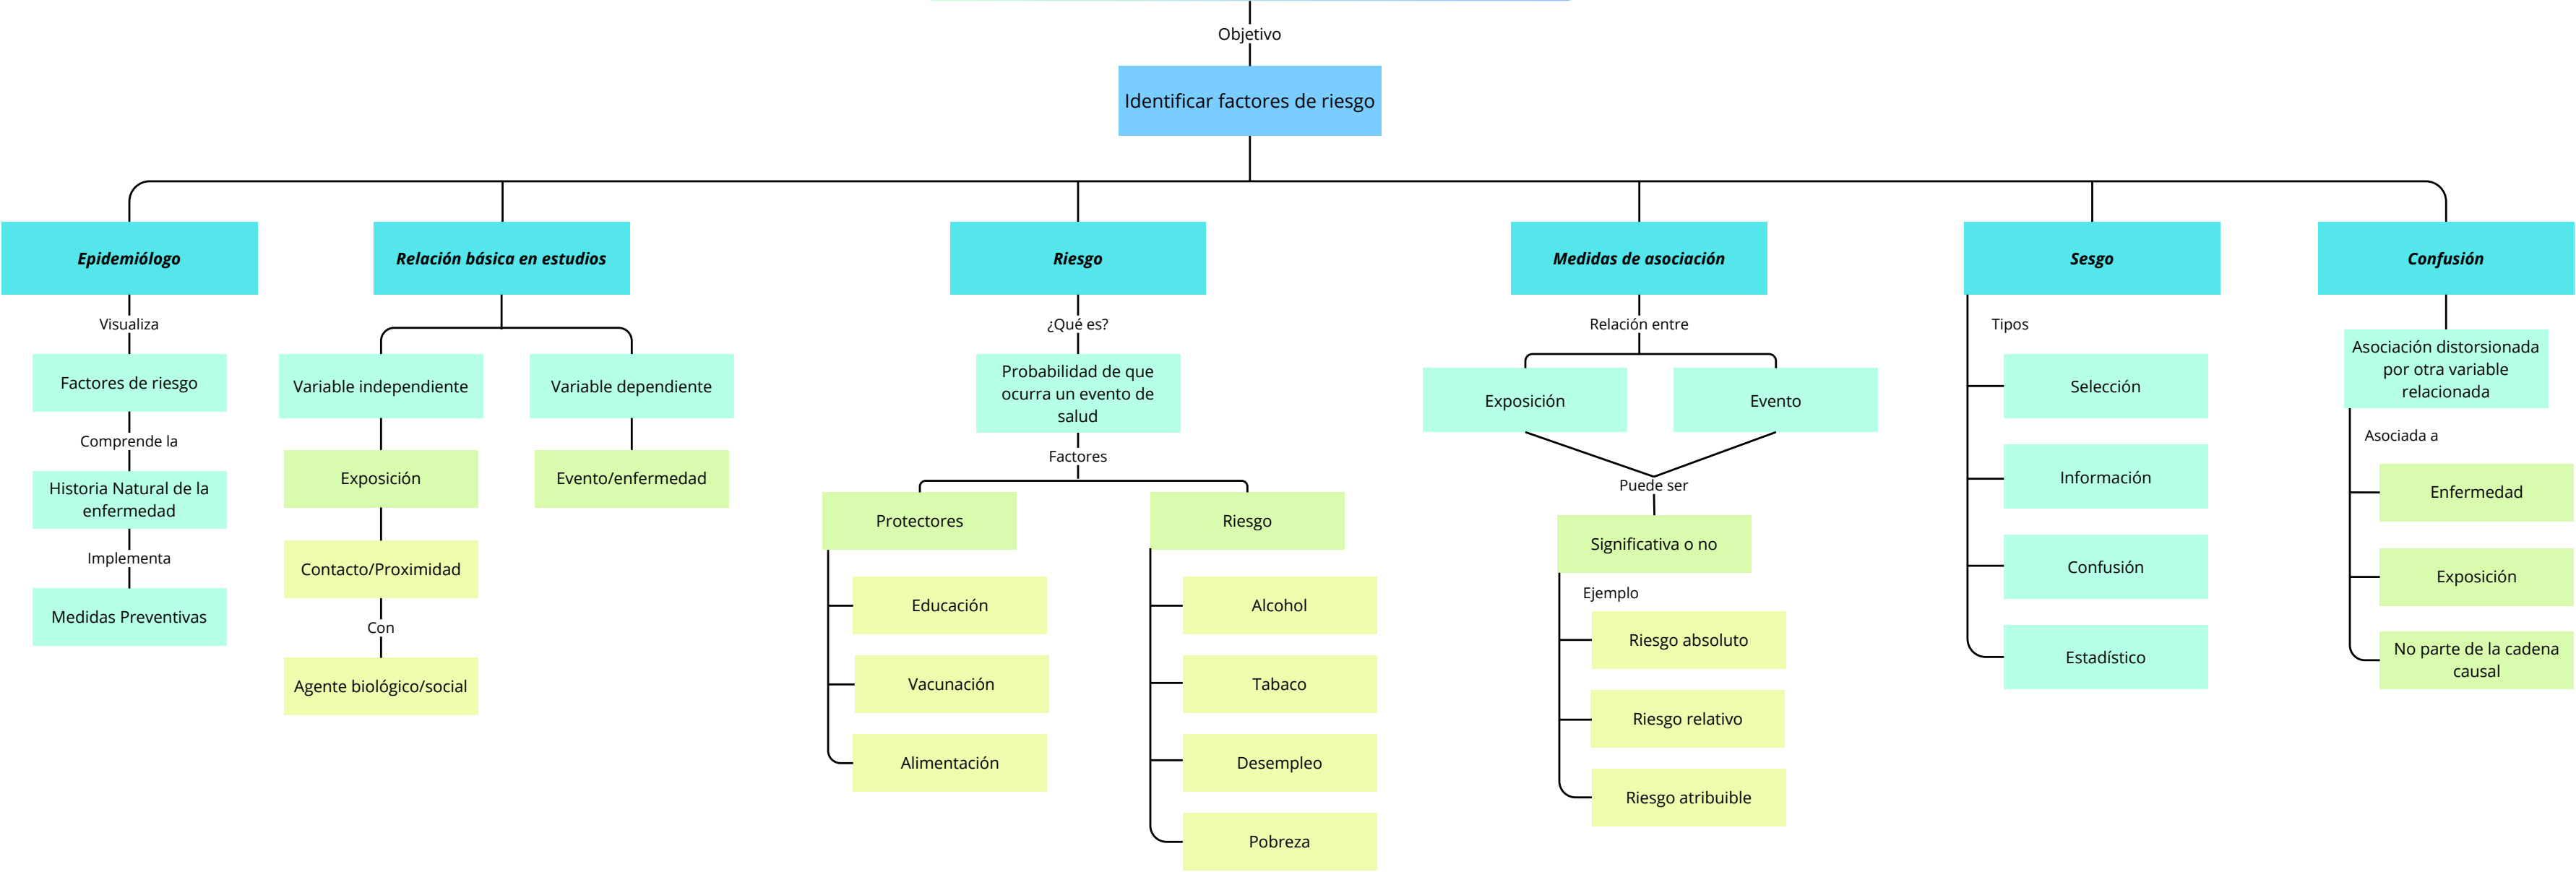 Objetivo
Identificar factores de riesgo
Epidemiólogo
Visualiza
Factores de riesgo
Comprende la
Historia Natural de la
enfermedad
Implementa
Medidas Preventivas
Relación básica en estudios
Variable independiente
Exposición
Contacto/Proximidad
Con
Agente biológico/social
Variable dependiente
Evento/enfermedad
Riesgo
¿Qué es?
Probabilidad de que
ocurra un evento de
salud
Factores
Protectores
Educación
Vacunación
Alimentación
Riesgo
Alcohol
Tabaco
Desempleo
Pobreza
Medidas de asociación
Relación entre
Exposición
Evento
Puede ser
Significativa o no
Ejemplo
Riesgo absoluto
Riesgo relativo
Riesgo atribuible
Sesgo
Tipos
Selección
Información
Confusión
Estadístico
Confusión
Asociación distorsionada
por otra variable
relacionada
Asociada a
Enfermedad
Exposición
No parte de la cadena
causal